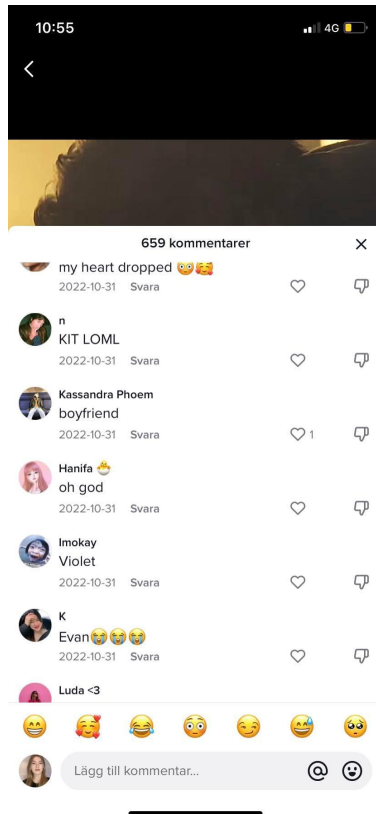 10:55
4G
659 kommentarer
my heart dropped 😳🥰
2022-10-31 Svara
n
KIT LOML
2022-10-31 Svara
Kassandra Phoem
boyfriend
2022-10-31 Svara
1
Hanifa 🐣
oh god
2022-10-31 Svara
Imokay
Violet
2022-10-31 Svara
K
Evan😭😭😭
2022-10-31 Svara
Luda <3
😁 🥰 😂 😳 😏 😅 🥺
Lägg till kommentar... @